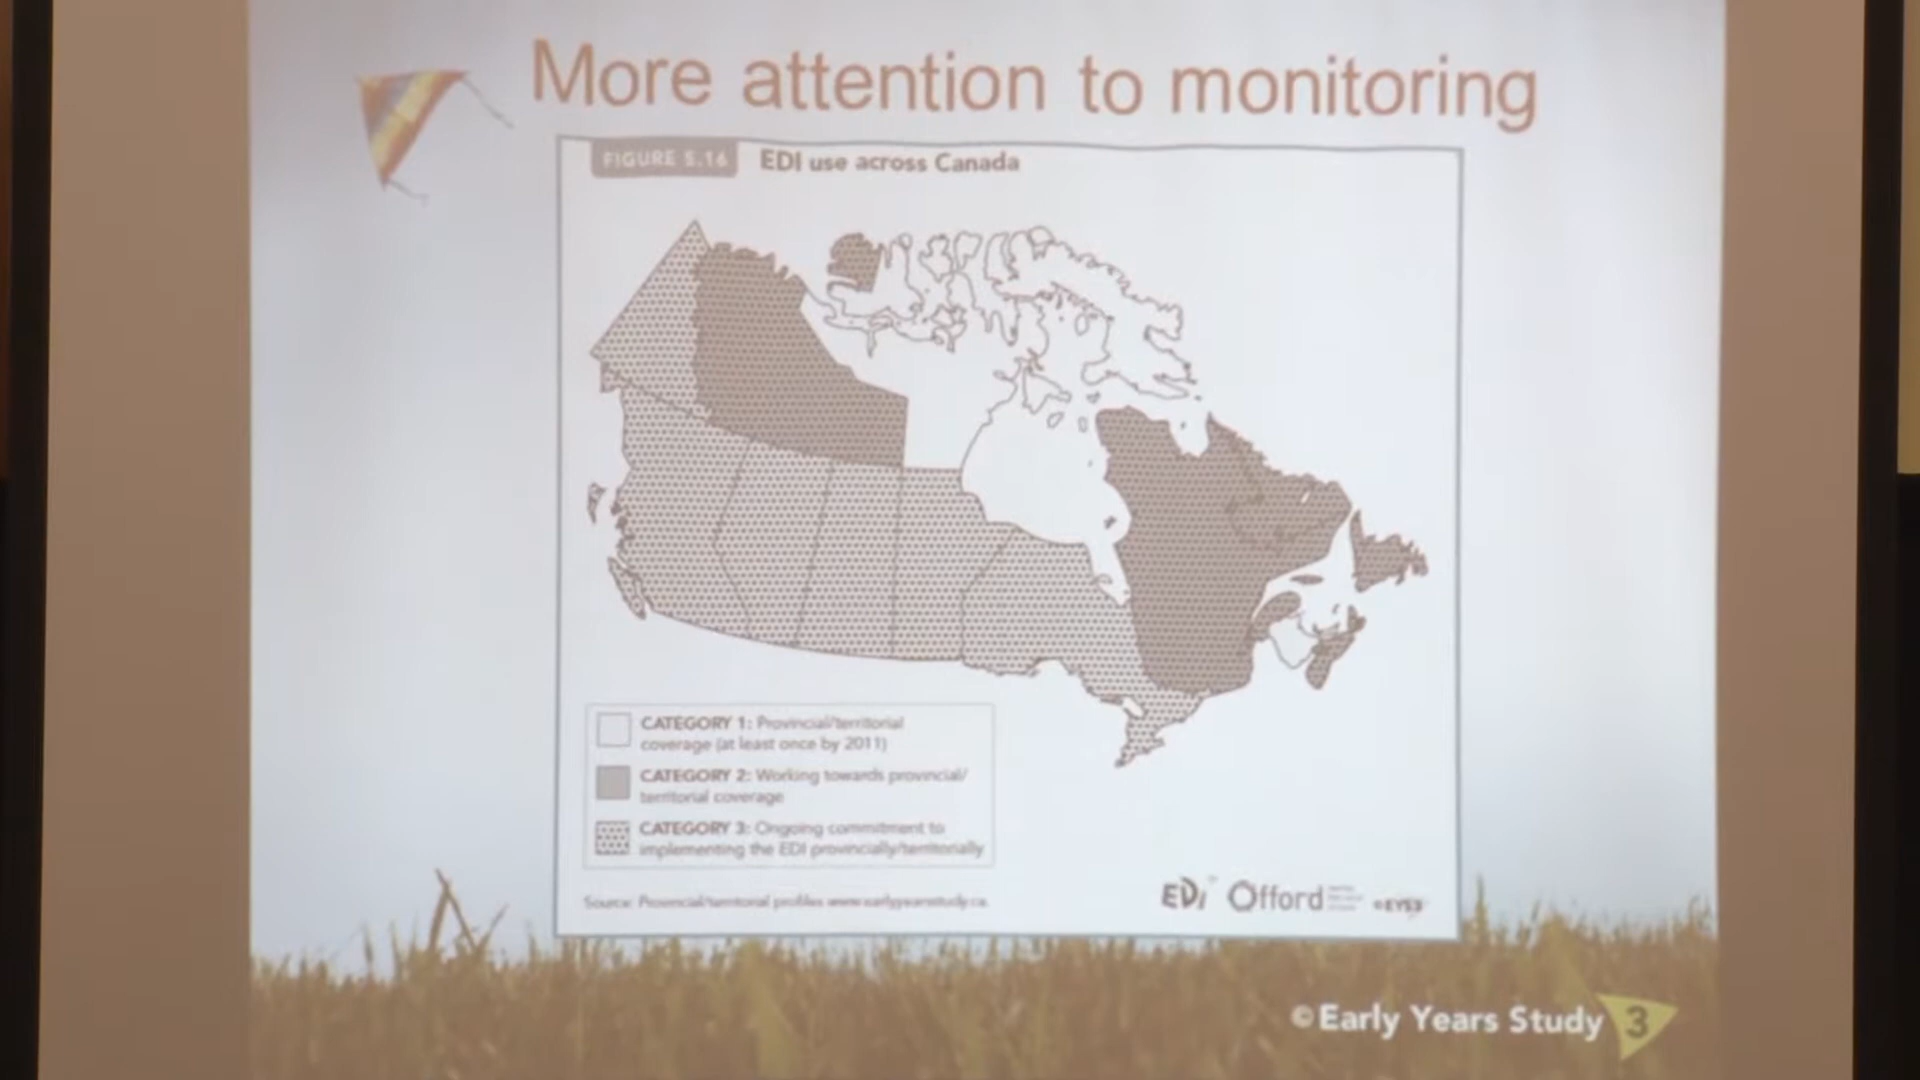 More attention to monitoring
FIGURE 5.16 EDI use across Canada
CATEGORY 1: Provincial/territorial
coverage (at least once by 2011)
CATEGORY 2: Working towards provincial/
territorial coverage
CATEGORY 3: Ongoing commitment to
implementing the EDI provincially/territorially
Source: Provincial/territorial profiles www.earlyyearsstudy.ca
EDI Offord ©EYS3
©Early Years Study 3